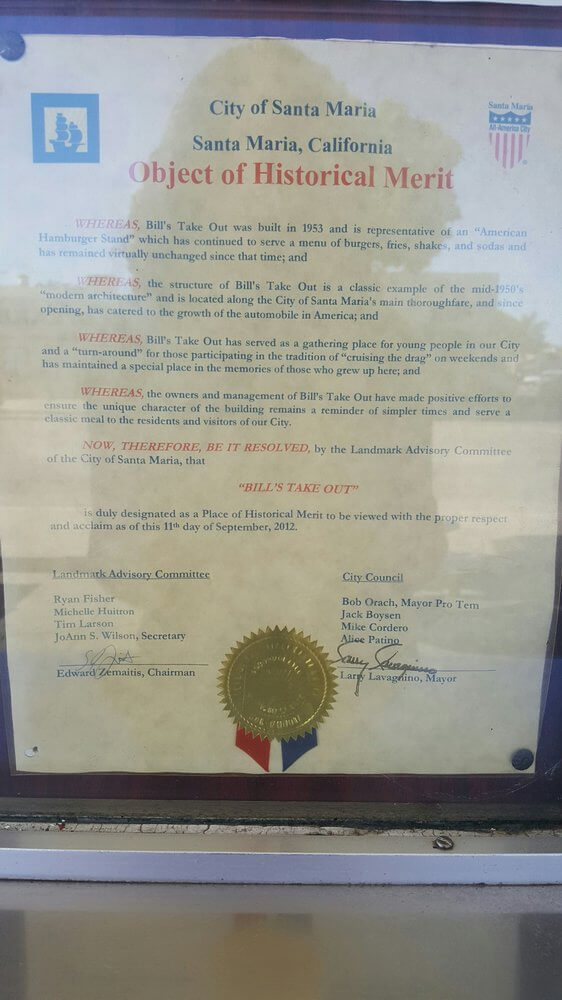 City of Santa Maria
Santa Maria
All-America City
Santa Maria, California
Object of Historical Merit
WHEREAS, Bill's Take Out was built in 1953 and is representative of an "American
Hamburger Stand" which has continued to serve a menu of burgers, fries, shakes, and sodas and
has remained virtually unchanged since that time; and
WHEREAS, the structure of Bill's Take Out is a classic example of the mid-1950's
"modern architecture" and is located along the City of Santa Maria's main thoroughfare, and since
opening, has catered to the growth of the automobile in America; and
WHEREAS, Bill's Take Out has served as a gathering place for young people in our City
and a "turn-around" for those participating in the tradition of "cruising the drag" on weekends and
has maintained a special place in the memories of those who grew up here; and
WHEREAS, the owners and management of Bill's Take Out have made positive efforts to
ensure the unique character of the building remains a reminder of simpler times and serve a
classic meal to the residents and visitors of our City.
NOW, THEREFORE, BE IT RESOLVED, by the Landmark Advisory Committee
of the City of Santa Maria, that
"BILL'S TAKE OUT"
is duly designated as a Place of Historical Merit to be viewed with the proper respect
and acclaim as of this 11th day of September, 2012.
Landmark Advisory Committee
Ryan Fisher
Michelle Huitron
Tim Larson
JoAnn S. Wilson, Secretary
Edward Zemaitis, Chairman
City Council
Bob Orach, Mayor Pro Tem
Jack Boysen
Mike Cordero
Alice Patino
Larry Lavagnino
Larry Lavagnino, Mayor